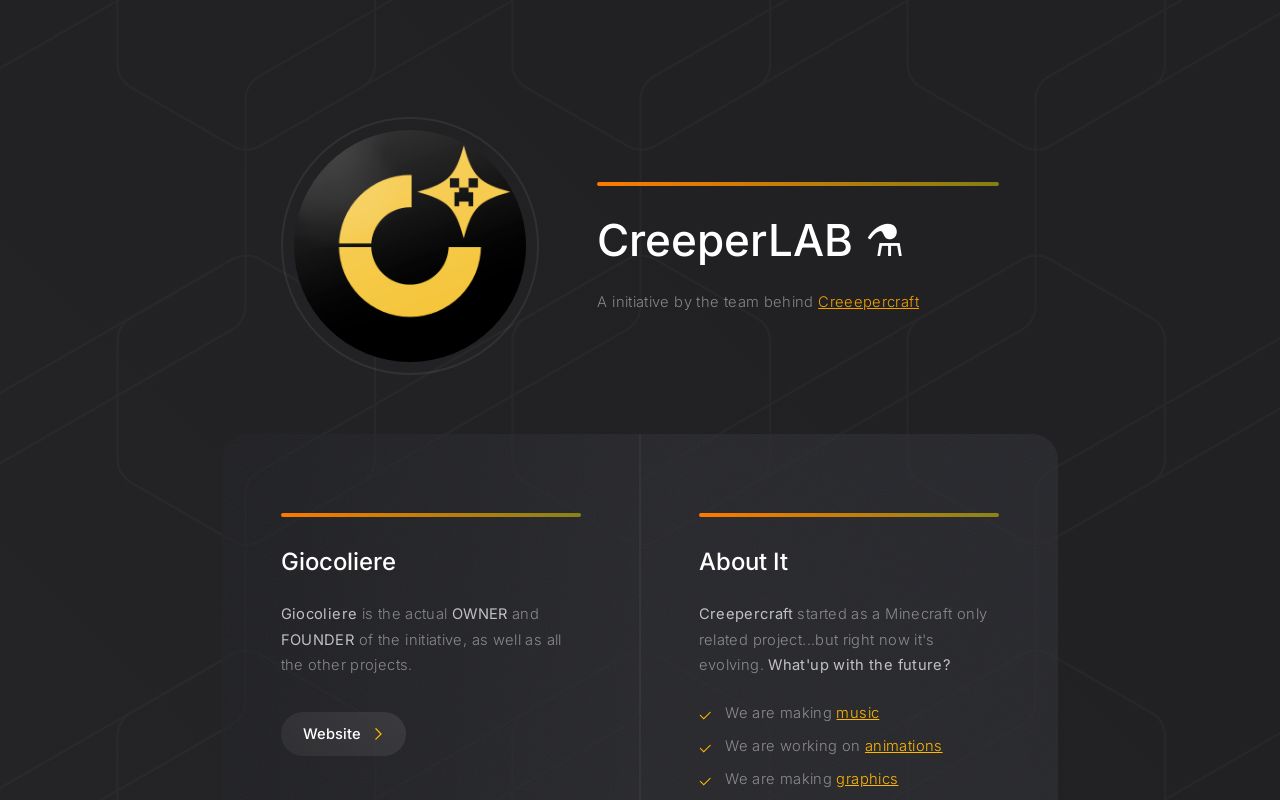 CreeperLAB ⚗
A initiative by the team behind Creeepercraft
Giocoliere
Giocoliere is the actual OWNER and
FOUNDER of the initiative, as well as all
the other projects.
Website
About It
Creepercraft started as a Minecraft only
related project...but right now it's
evolving. What'up with the future?
We are making music
We are working on animations
We are making graphics